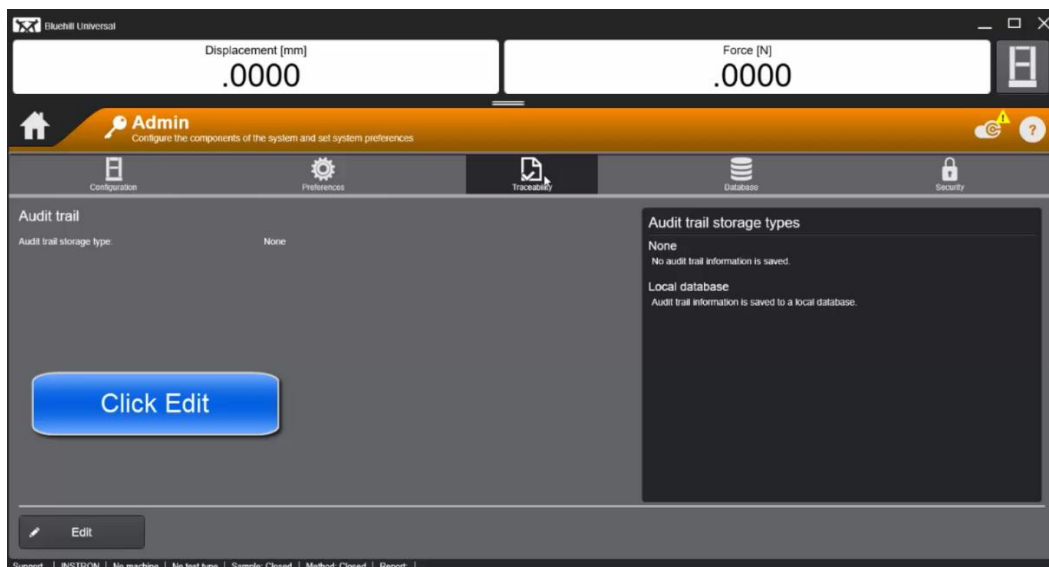 Bluehill Universal
Displacement [mm]
.0000
Force [N]
.0000
Admin
Configure the components of the system and set system preferences
Configuration
Preferences
Traceability
Database
Security
Audit trail
Audit trail storage type:
None
Audit trail storage types
None
No audit trail information is saved.
Local database
Audit trail information is saved to a local database.
Click Edit
Edit
Support | INSTRON | No machine | No test type | Sample: Closed | Method: Closed | Report: |